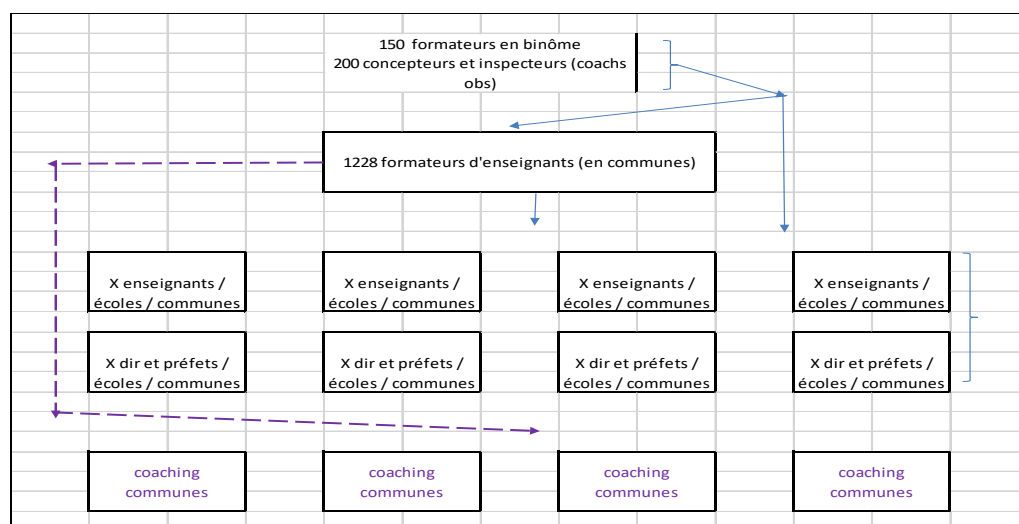 150 formateurs en binôme
200 concepteurs et inspecteurs (coachs
obs)
1228 formateurs d'enseignants (en communes)
X enseignants /
écoles / communes
X enseignants /
écoles / communes
X enseignants /
écoles / communes
X enseignants /
écoles / communes
X dir et préfets /
écoles / communes
X dir et préfets /
écoles / communes
X dir et préfets /
écoles / communes
X dir et préfets /
écoles / communes
coaching
communes
coaching
communes
coaching
communes
coaching
communes